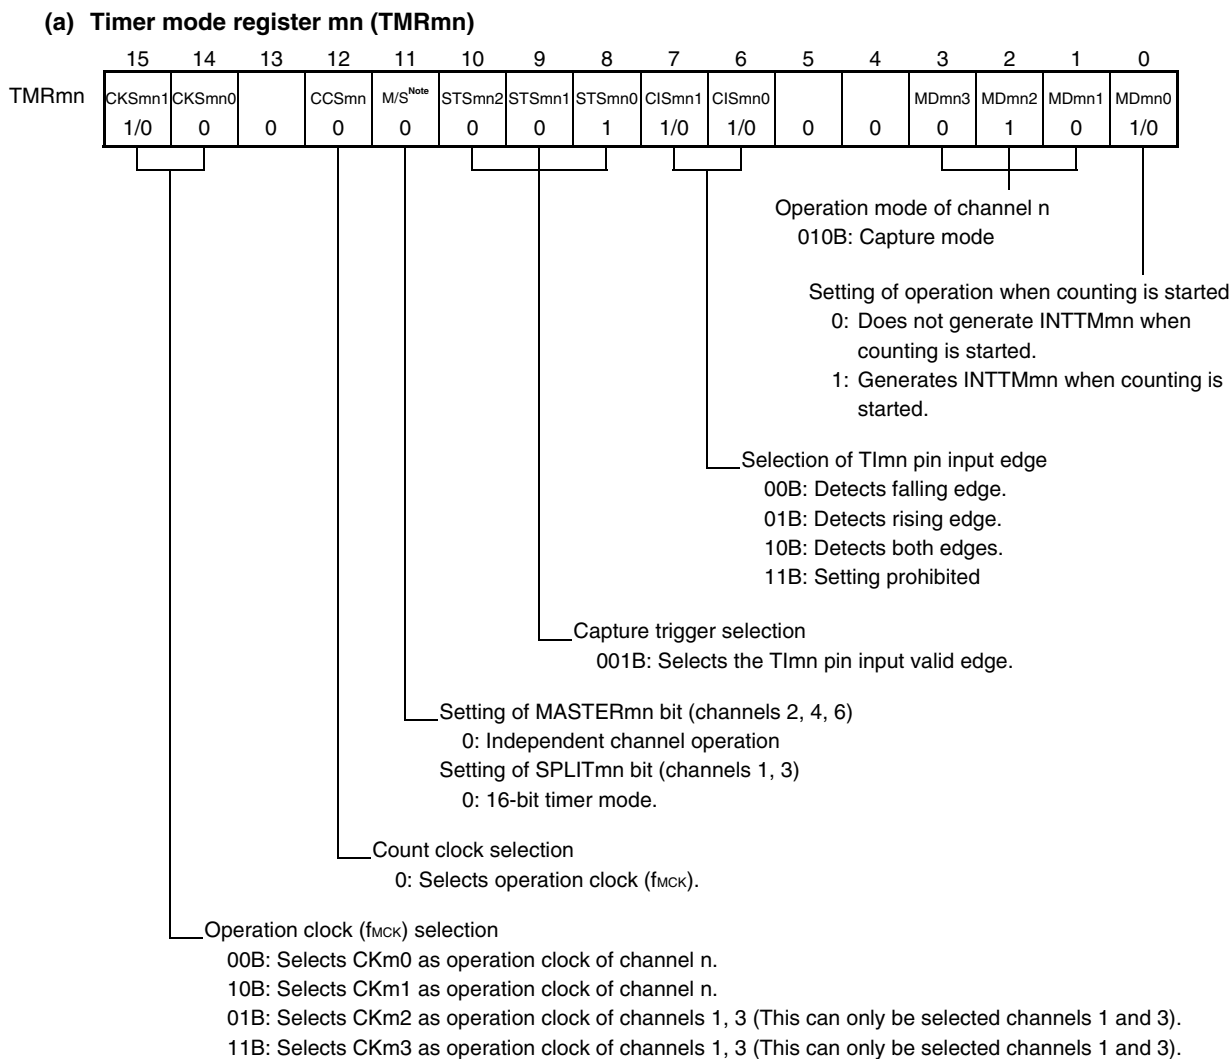 (a) Timer mode register mn (TMRmn)
15 14 13 12 11 10 9 8 7 6 5 4 3 2 1 0
TMRmn CKSmn1 CKSmn0 CCSmn M/SNote STSmn2 STSmn1 STSmn0 CISmn1 CISmn0 MDmn3 MDmn2 MDmn1 MDmn0
1/0 0 0 0 0 0 0 1 1/0 1/0 0 0 0 1 0 1/0
Operation mode of channel n
010B: Capture mode
Setting of operation when counting is started
0: Does not generate INTTMmn when
counting is started.
1: Generates INTTMmn when counting is
started.
Selection of TImn pin input edge
00B: Detects falling edge.
01B: Detects rising edge.
10B: Detects both edges.
11B: Setting prohibited
Capture trigger selection
001B: Selects the TImn pin input valid edge.
Setting of MASTERmn bit (channels 2, 4, 6)
0: Independent channel operation
Setting of SPLITmn bit (channels 1, 3)
0: 16-bit timer mode.
Count clock selection
0: Selects operation clock (fMCK).
Operation clock (fMCK) selection
00B: Selects CKm0 as operation clock of channel n.
10B: Selects CKm1 as operation clock of channel n.
01B: Selects CKm2 as operation clock of channels 1, 3 (This can only be selected channels 1 and 3).
11B: Selects CKm3 as operation clock of channels 1, 3 (This can only be selected channels 1 and 3).